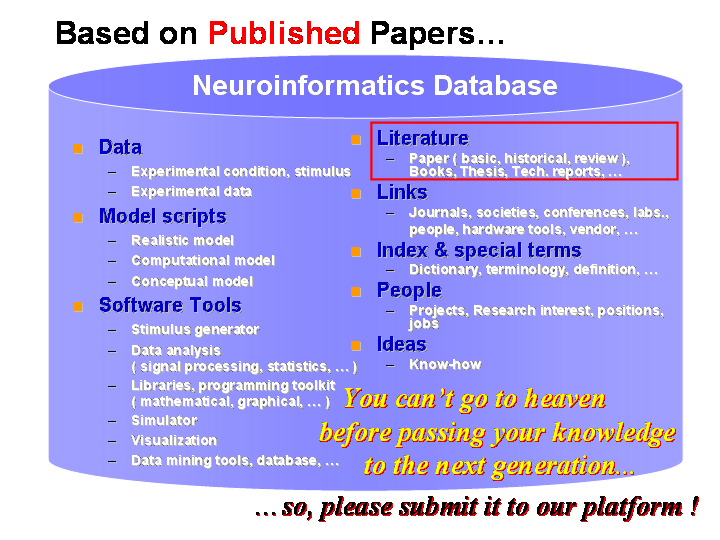 Based on Published Papers…
Neuroinformatics Database
Data
– Experimental condition, stimulus
– Experimental data
Model scripts
– Realistic model
– Computational model
– Conceptual model
Software Tools
– Stimulus generator
– Data analysis
( signal processing, statistics, … )
– Libraries, programming toolkit
( mathematical, graphical, … )
– Simulator
– Visualization
– Data mining tools, database, …
Literature
– Paper ( basic, historical, review ),
Books, Thesis, Tech. reports, …
Links
– Journals, societies, conferences, labs.,
people, hardware tools, vendor, …
Index & special terms
– Dictionary, terminology, definition, …
People
– Projects, Research interest, positions,
jobs
Ideas
– Know-how
You can't go to heaven
before passing your knowledge
to the next generation...
…so, please submit it to our platform !